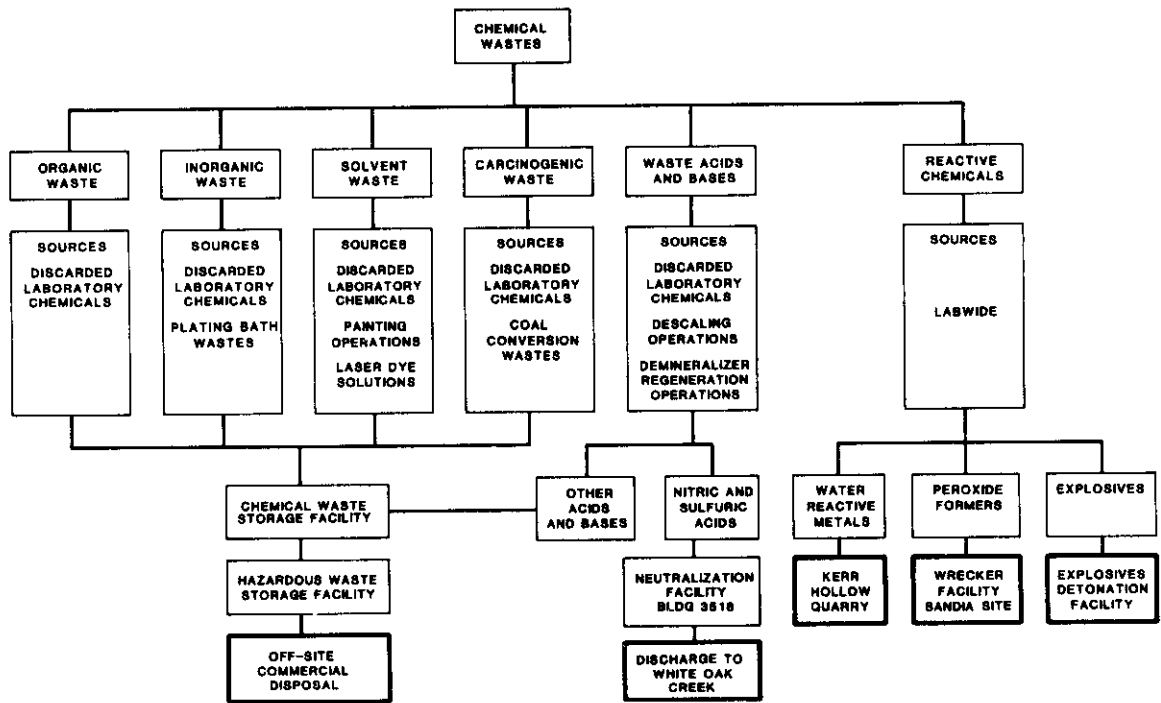 CHEMICAL
WASTES
ORGANIC
WASTE
INORGANIC
WASTE
SOLVENT
WASTE
CARCINOGENIC
WASTE
WASTE ACIDS
AND BASES
REACTIVE
CHEMICALS
SOURCES
DISCARDED
LABORATORY
CHEMICALS
SOURCES
DISCARDED
LABORATORY
CHEMICALS
PLATING BATH
WASTES
SOURCES
DISCARDED
LABORATORY
CHEMICALS
PAINTING
OPERATIONS
LASER DYE
SOLUTIONS
SOURCES
DISCARDED
LABORATORY
CHEMICALS
COAL
CONVERSION
WASTES
SOURCES
DISCARDED
LABORATORY
CHEMICALS
DESCALING
OPERATIONS
DEMINERALIZER
REGENERATION
OPERATIONS
SOURCES
LABWIDE
CHEMICAL WASTE
STORAGE FACILITY
OTHER
ACIDS
AND BASES
NITRIC AND
SULFURIC
ACIDS
WATER
REACTIVE
METALS
PEROXIDE
FORMERS
EXPLOSIVES
HAZARDOUS WASTE
STORAGE FACILITY
NEUTRALIZATION
FACILITY
BLDG 3518
KERR
HOLLOW
QUARRY
WRECKER
FACILITY
SANDIA SITE
EXPLOSIVES
DETONATION
FACILITY
OFF-SITE
COMMERCIAL
DISPOSAL
DISCHARGE TO
WHITE OAK
CREEK